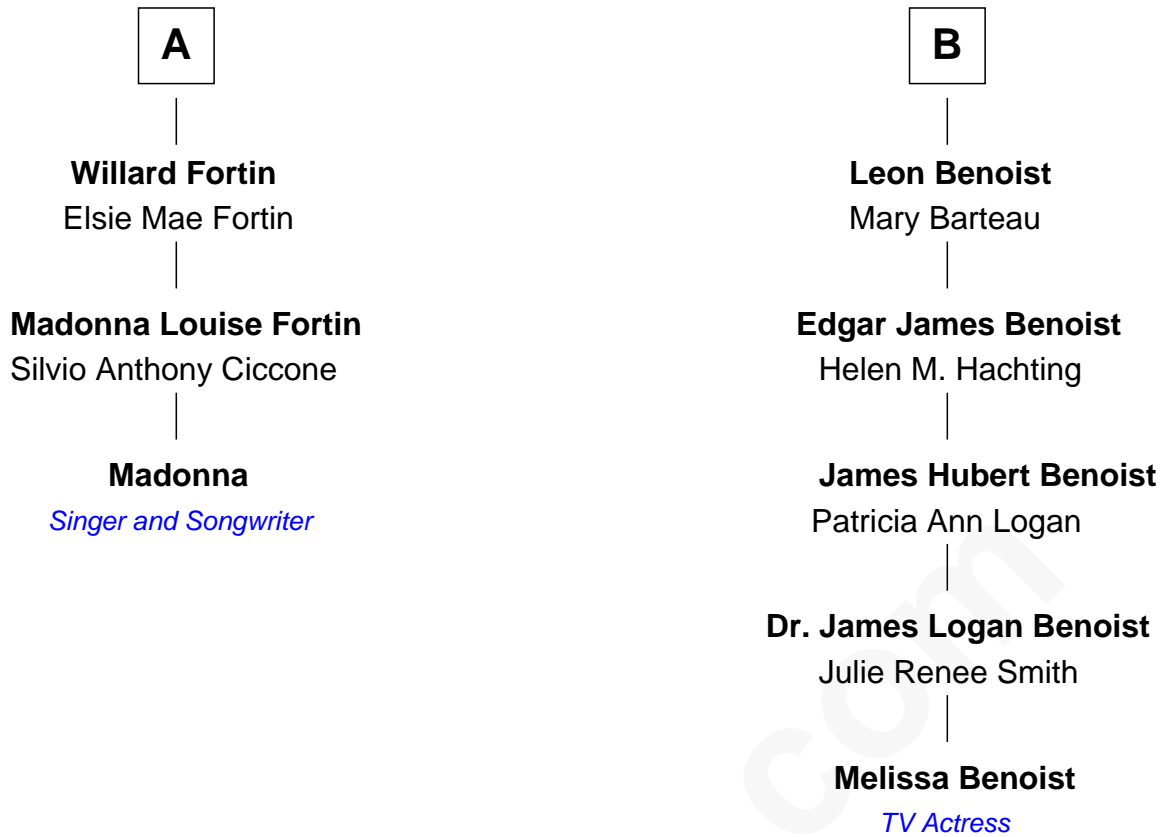 A
Willard Fortin
Elsie Mae Fortin
Madonna Louise Fortin
Silvio Anthony Ciccone
Madonna
Singer and Songwriter
B
Leon Benoist
Mary Barteau
Edgar James Benoist
Helen M. Hachting
James Hubert Benoist
Patricia Ann Logan
Dr. James Logan Benoist
Julie Renee Smith
Melissa Benoist
TV Actress
com